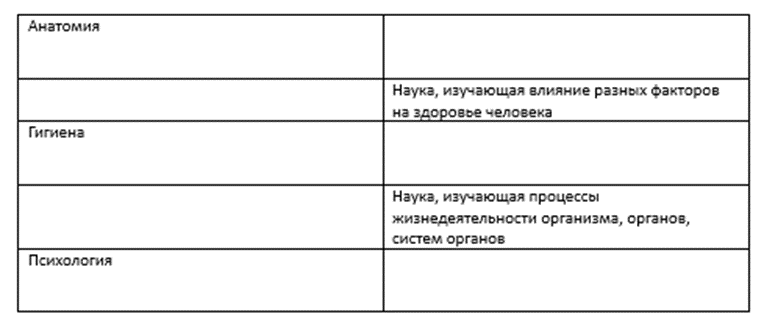 Анатомия
Наука, изучающая влияние разных факторов
на здоровье человека
Гигиена
Наука, изучающая процессы
жизнедеятельности организма, органов,
систем органов
Психология